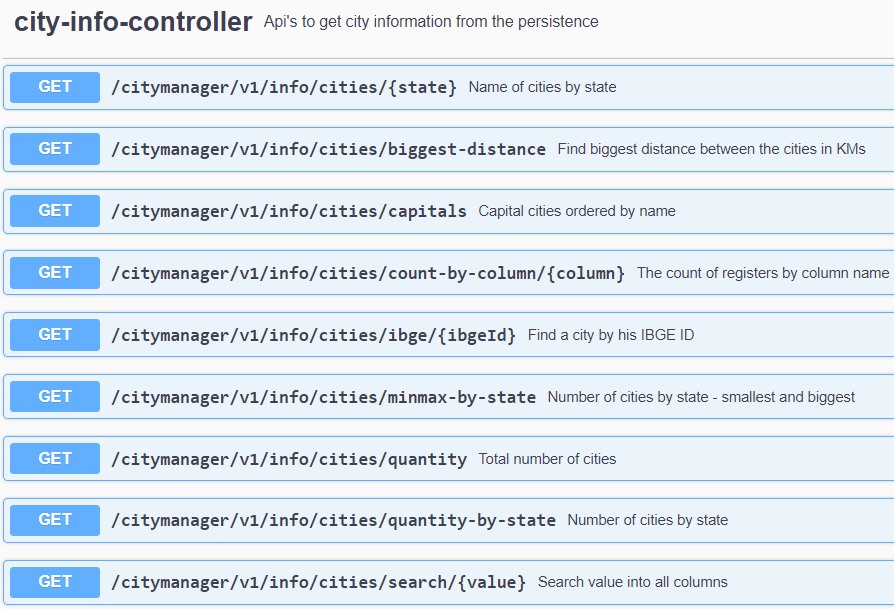 city-info-controller Api's to get city information from the persistence
GET /citymanager/v1/info/cities/{state} Name of cities by state
GET /citymanager/v1/info/cities/biggest-distance Find biggest distance between the cities in KMs
GET /citymanager/v1/info/cities/capitals Capital cities ordered by name
GET /citymanager/v1/info/cities/count-by-column/{column} The count of registers by column name
GET /citymanager/v1/info/cities/ibge/{ibgeId} Find a city by his IBGE ID
GET /citymanager/v1/info/cities/minmax-by-state Number of cities by state - smallest and biggest
GET /citymanager/v1/info/cities/quantity Total number of cities
GET /citymanager/v1/info/cities/quantity-by-state Number of cities by state
GET /citymanager/v1/info/cities/search/{value} Search value into all columns